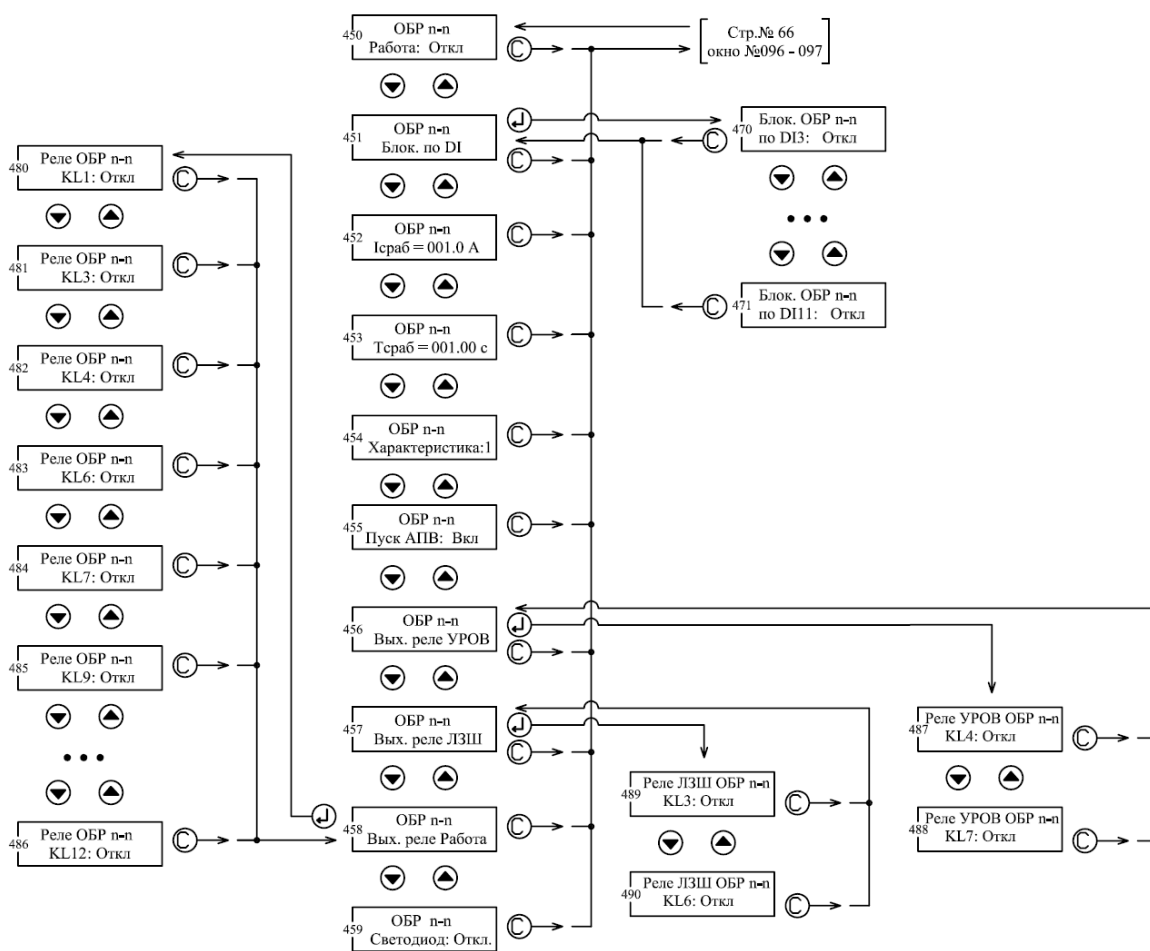 450
ОБР n-n
Работа: Откл
C
Стр.№ 66
окно №096 - 097
451
ОБР n-n
Блок. по DI
C
470
Блок. ОБР n-n
по DI3: Откл
C
452
ОБР n-n
Iсраб = 001.0 А
C
471
Блок. ОБР n-n
по DI11: Откл
C
453
ОБР n-n
Tсраб = 001.00 с
C
454
ОБР n-n
Характеристика:1
C
455
ОБР n-n
Пуск АПВ: Вкл
C
456
ОБР n-n
Вых. реле УРОВ
C
457
ОБР n-n
Вых. реле ЛЗШ
C
458
ОБР n-n
Вых. реле Работа
C
459
ОБР n-n
Светодиод: Откл.
C
480
Реле ОБР n-n
KL1: Откл
C
481
Реле ОБР n-n
KL3: Откл
C
482
Реле ОБР n-n
KL4: Откл
C
483
Реле ОБР n-n
KL6: Откл
C
484
Реле ОБР n-n
KL7: Откл
C
485
Реле ОБР n-n
KL9: Откл
C
486
Реле ОБР n-n
KL12: Откл
C
487
Реле УРОВ ОБР n-n
KL4: Откл
C
488
Реле УРОВ ОБР n-n
KL7: Откл
C
489
Реле ЛЗШ ОБР n-n
KL3: Откл
C
490
Реле ЛЗШ ОБР n-n
KL6: Откл
C